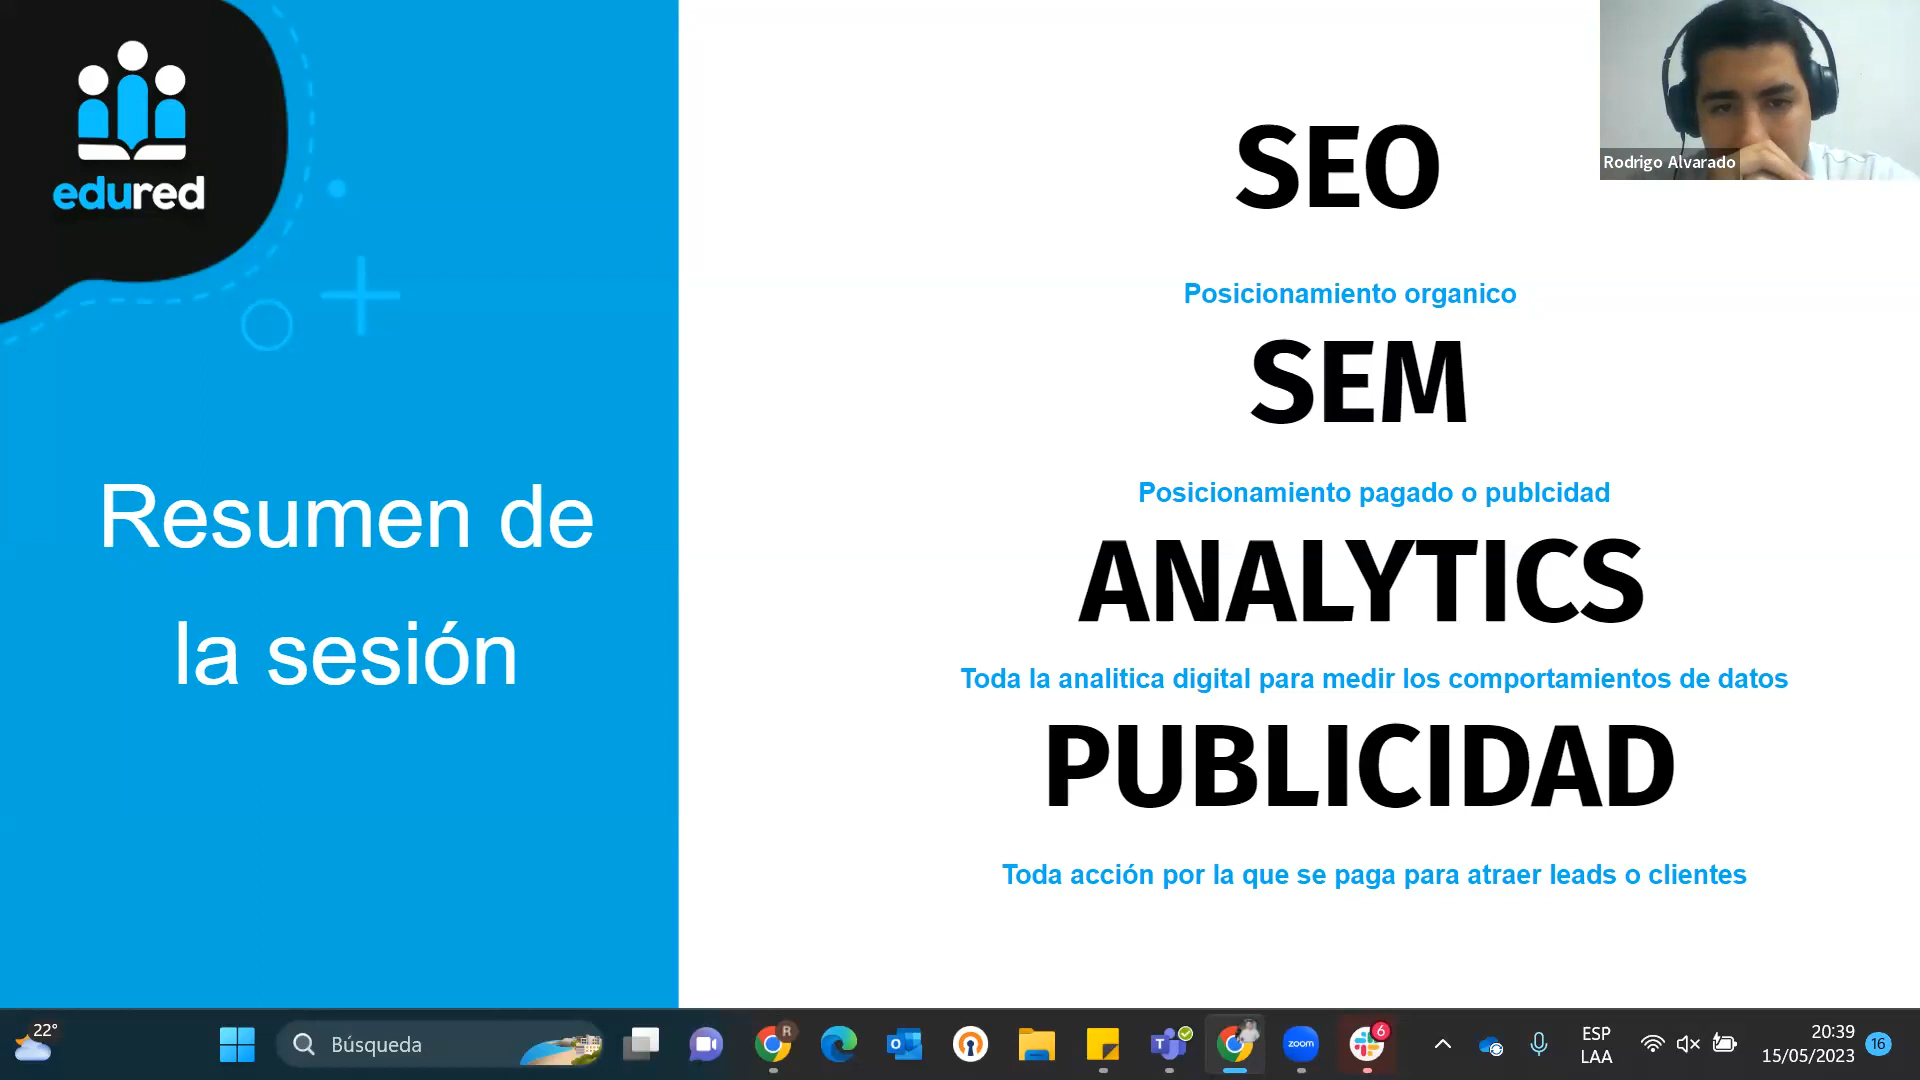 edured
Resumen de
la sesión
SEO
Posicionamiento organico
SEM
Posicionamiento pagado o publcidad
ANALYTICS
Toda la analitica digital para medir los comportamientos de datos
PUBLICIDAD
Toda acción por la que se paga para atraer leads o clientes
Rodrigo Alvarado
22°
Búsqueda
R
zoom
6
ESP
LAA
20:39
15/05/2023
16